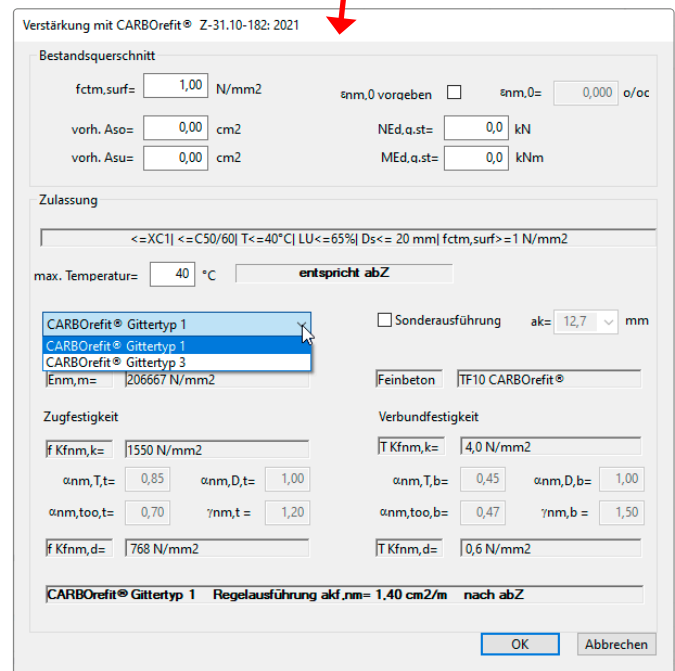 Verstärkung mit CARBOrefit® Z-31.10-182: 2021
Bestandsquerschnitt
fctm,surf= 1,00 N/mm2 εnm,0 vorgeben εnm,0= 0,000 o/oc
vorh. Aso= 0,00 cm2 NEd,q.st= 0,0 kN
vorh. Asu= 0,00 cm2 MEd,q.st= 0,0 kNm
Zulassung
<=XC1| <=C50/60| T<=40°C| LU<=65%| Ds<= 20 mm| fctm,surf>=1 N/mm2
max. Temperatur= 40 °C entspricht abZ
CARBOrefit® Gittertyp 1 Sonderausführung ak= 12,7 mm
CARBOrefit® Gittertyp 1
CARBOrefit® Gittertyp 3
Enm,m= 206667 N/mm2 Feinbeton TF10 CARBOrefit®
Zugfestigkeit Verbundfestigkeit
f Kfnm,k= 1550 N/mm2 T Kfnm,k= 4,0 N/mm2
αnm,T,t= 0,85 αnm,D,t= 1,00 αnm,T,b= 0,45 αnm,D,b= 1,00
αnm,too,t= 0,70 γnm,t = 1,20 αnm,too,b= 0,47 γnm,b = 1,50
f Kfnm,d= 768 N/mm2 T Kfnm,d= 0,6 N/mm2
CARBOrefit® Gittertyp 1 Regelausführung akf,nm= 1,40 cm2/m nach abZ
OK Abbrechen